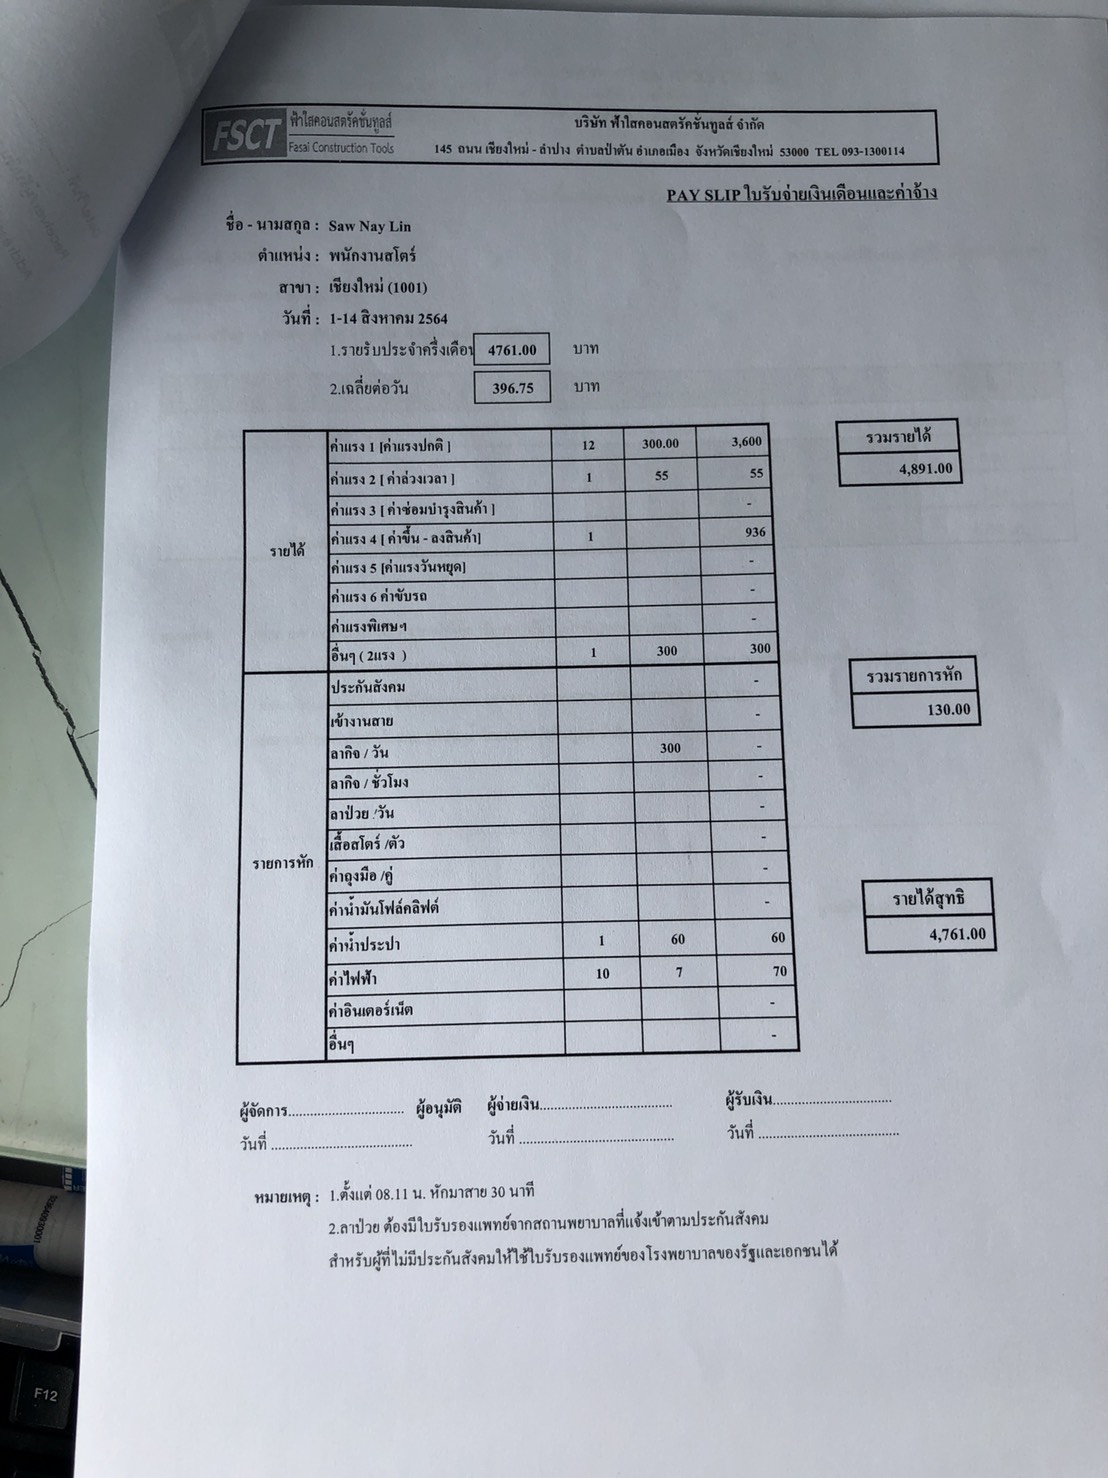 FSCT ฟ้าใสคอนสตรัคชั่นทูลส์
Fasai Construction Tools
บริษัท ฟ้าใสคอนสตรัคชั่นทูลส์ จำกัด
145 ถนน เชียงใหม่ - ลำปาง ตำบลป่าตัน อำเภอเมือง จังหวัดเชียงใหม่ 53000 TEL 093-1300114
PAY SLIP ใบรับจ่ายเงินเดือนและค่าจ้าง
ชื่อ - นามสกุล : Saw Nay Lin
ตำแหน่ง : พนักงานสโตร์
สาขา : เชียงใหม่ (1001)
วันที่ : 1-14 สิงหาคม 2564
1.รายรับประจำครึ่งเดือน 4761.00 บาท
2.เฉลี่ยต่อวัน 396.75 บาท
รายได้
ค่าแรง 1 [ค่าแรงปกติ ] 12 300.00 3,600
ค่าแรง 2 [ ค่าล่วงเวลา ] 1 55 55
ค่าแรง 3 [ ค่าซ่อมบำรุงสินค้า ] -
ค่าแรง 4 [ ค่าขึ้น - ลงสินค้า] 1 936
ค่าแรง 5 [ค่าแรงวันหยุด] -
ค่าแรง 6 ค่าขับรถ -
ค่าแรงพิเศษฯ -
อื่นๆ ( 2แรง ) 1 300 300
รวมรายได้
4,891.00
รายการหัก
ประกันสังคม -
เข้างานสาย -
ลากิจ / วัน 300 -
ลากิจ / ชั่วโมง -
ลาป่วย /วัน -
เสื้อสโตร์ /ตัว -
ค่าถุงมือ /คู่ -
ค่าน้ำมันโฟล์คลิฟต์ -
ค่าน้ำประปา 1 60 60
ค่าไฟฟ้า 10 7 70
ค่าอินเตอร์เน็ต -
อื่นๆ -
รวมรายการหัก
130.00
รายได้สุทธิ
4,761.00
ผู้จัดการ................................ ผู้อนุมัติ ผู้จ่ายเงิน.................................... ผู้รับเงิน................................
วันที่ ...................................... วันที่ .......................................... วันที่ ......................................
หมายเหตุ : 1.ตั้งแต่ 08.11 น. หักมาสาย 30 นาที
2.ลาป่วย ต้องมีใบรับรองแพทย์จากสถานพยาบาลที่แจ้งเข้าตามประกันสังคม
สำหรับผู้ที่ไม่มีประกันสังคมให้ใช้ใบรับรองแพทย์ของโรงพยาบาลของรัฐและเอกชนได้
F12